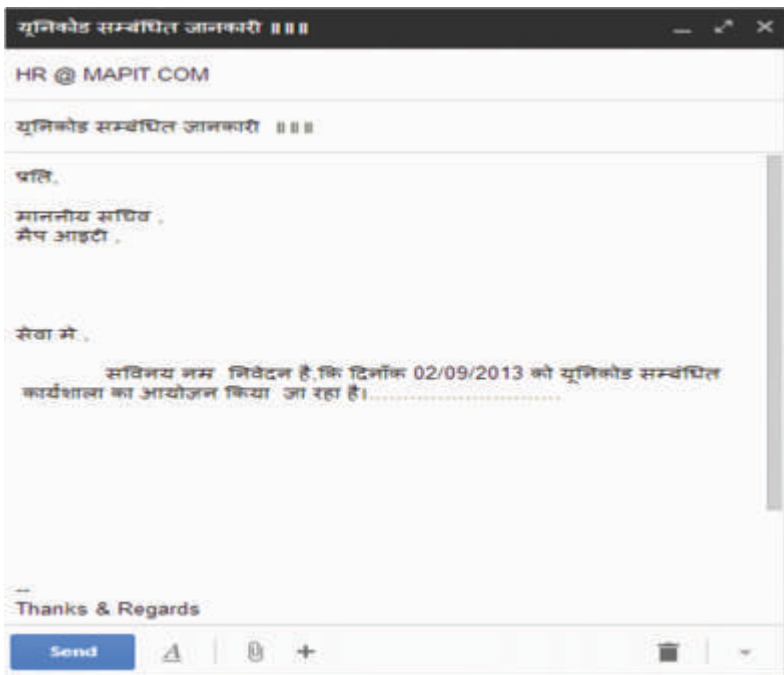 यूनिकोड सम्बंधित जानकारी ॥॥॥
HR @ MAPIT.COM
यूनिकोड सम्बंधित जानकारी ॥॥॥
प्रति,
माननीय सचिव ,
मैप आइटी ,
सेवा मे ,
सविनय नम्र निवेदन है,कि दिनॉक 02/09/2013 को यूनिकोड सम्बंधित
कार्यशाला का आयोजन किया जा रहा है।............................
--
Thanks & Regards
Send